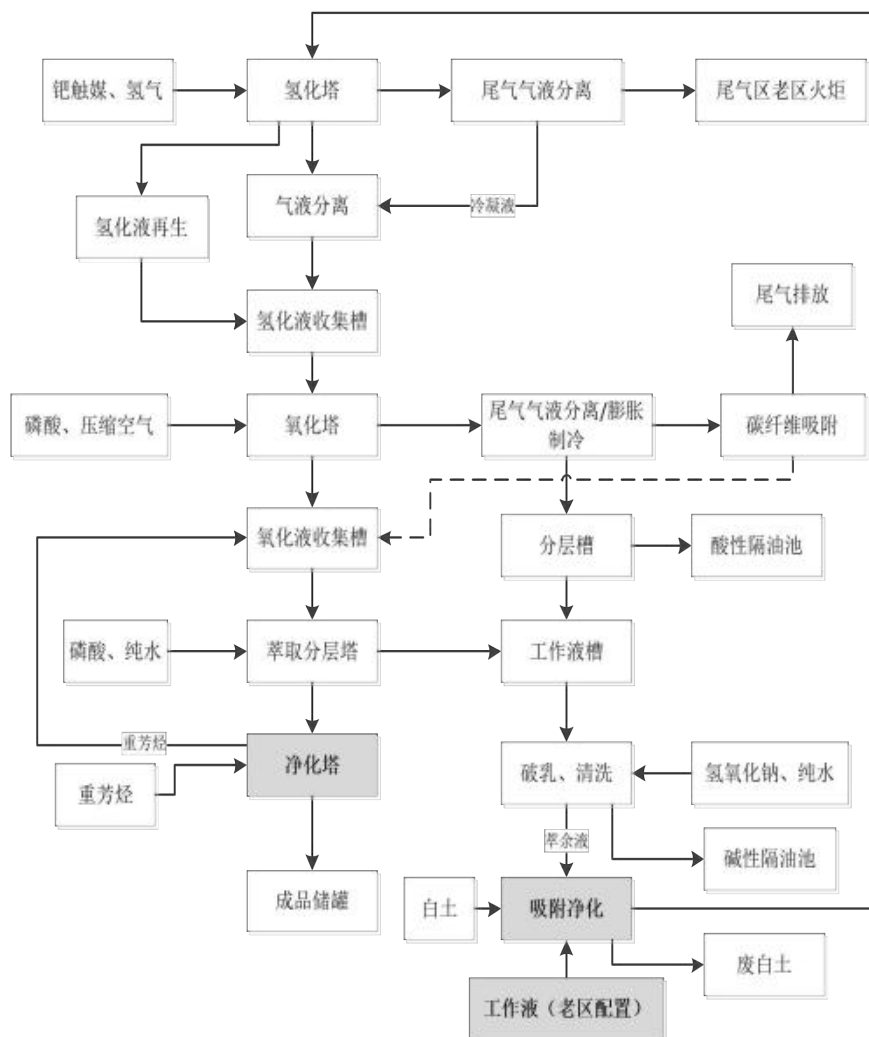 钯触媒、氢气
氢化塔
尾气气液分离
尾气区老区火炬
氢化液再生
气液分离
冷凝液
氢化液收集槽
尾气排放
磷酸、压缩空气
氧化塔
尾气气液分离/膨胀
制冷
碳纤维吸附
氧化液收集槽
分层槽
酸性隔油池
磷酸、纯水
萃取分层塔
工作液槽
重芳烃
净化塔
重芳烃
破乳、清洗
氢氧化钠、纯水
萃余液
碱性隔油池
成品储罐
白土
吸附净化
废白土
工作液（老区配置）